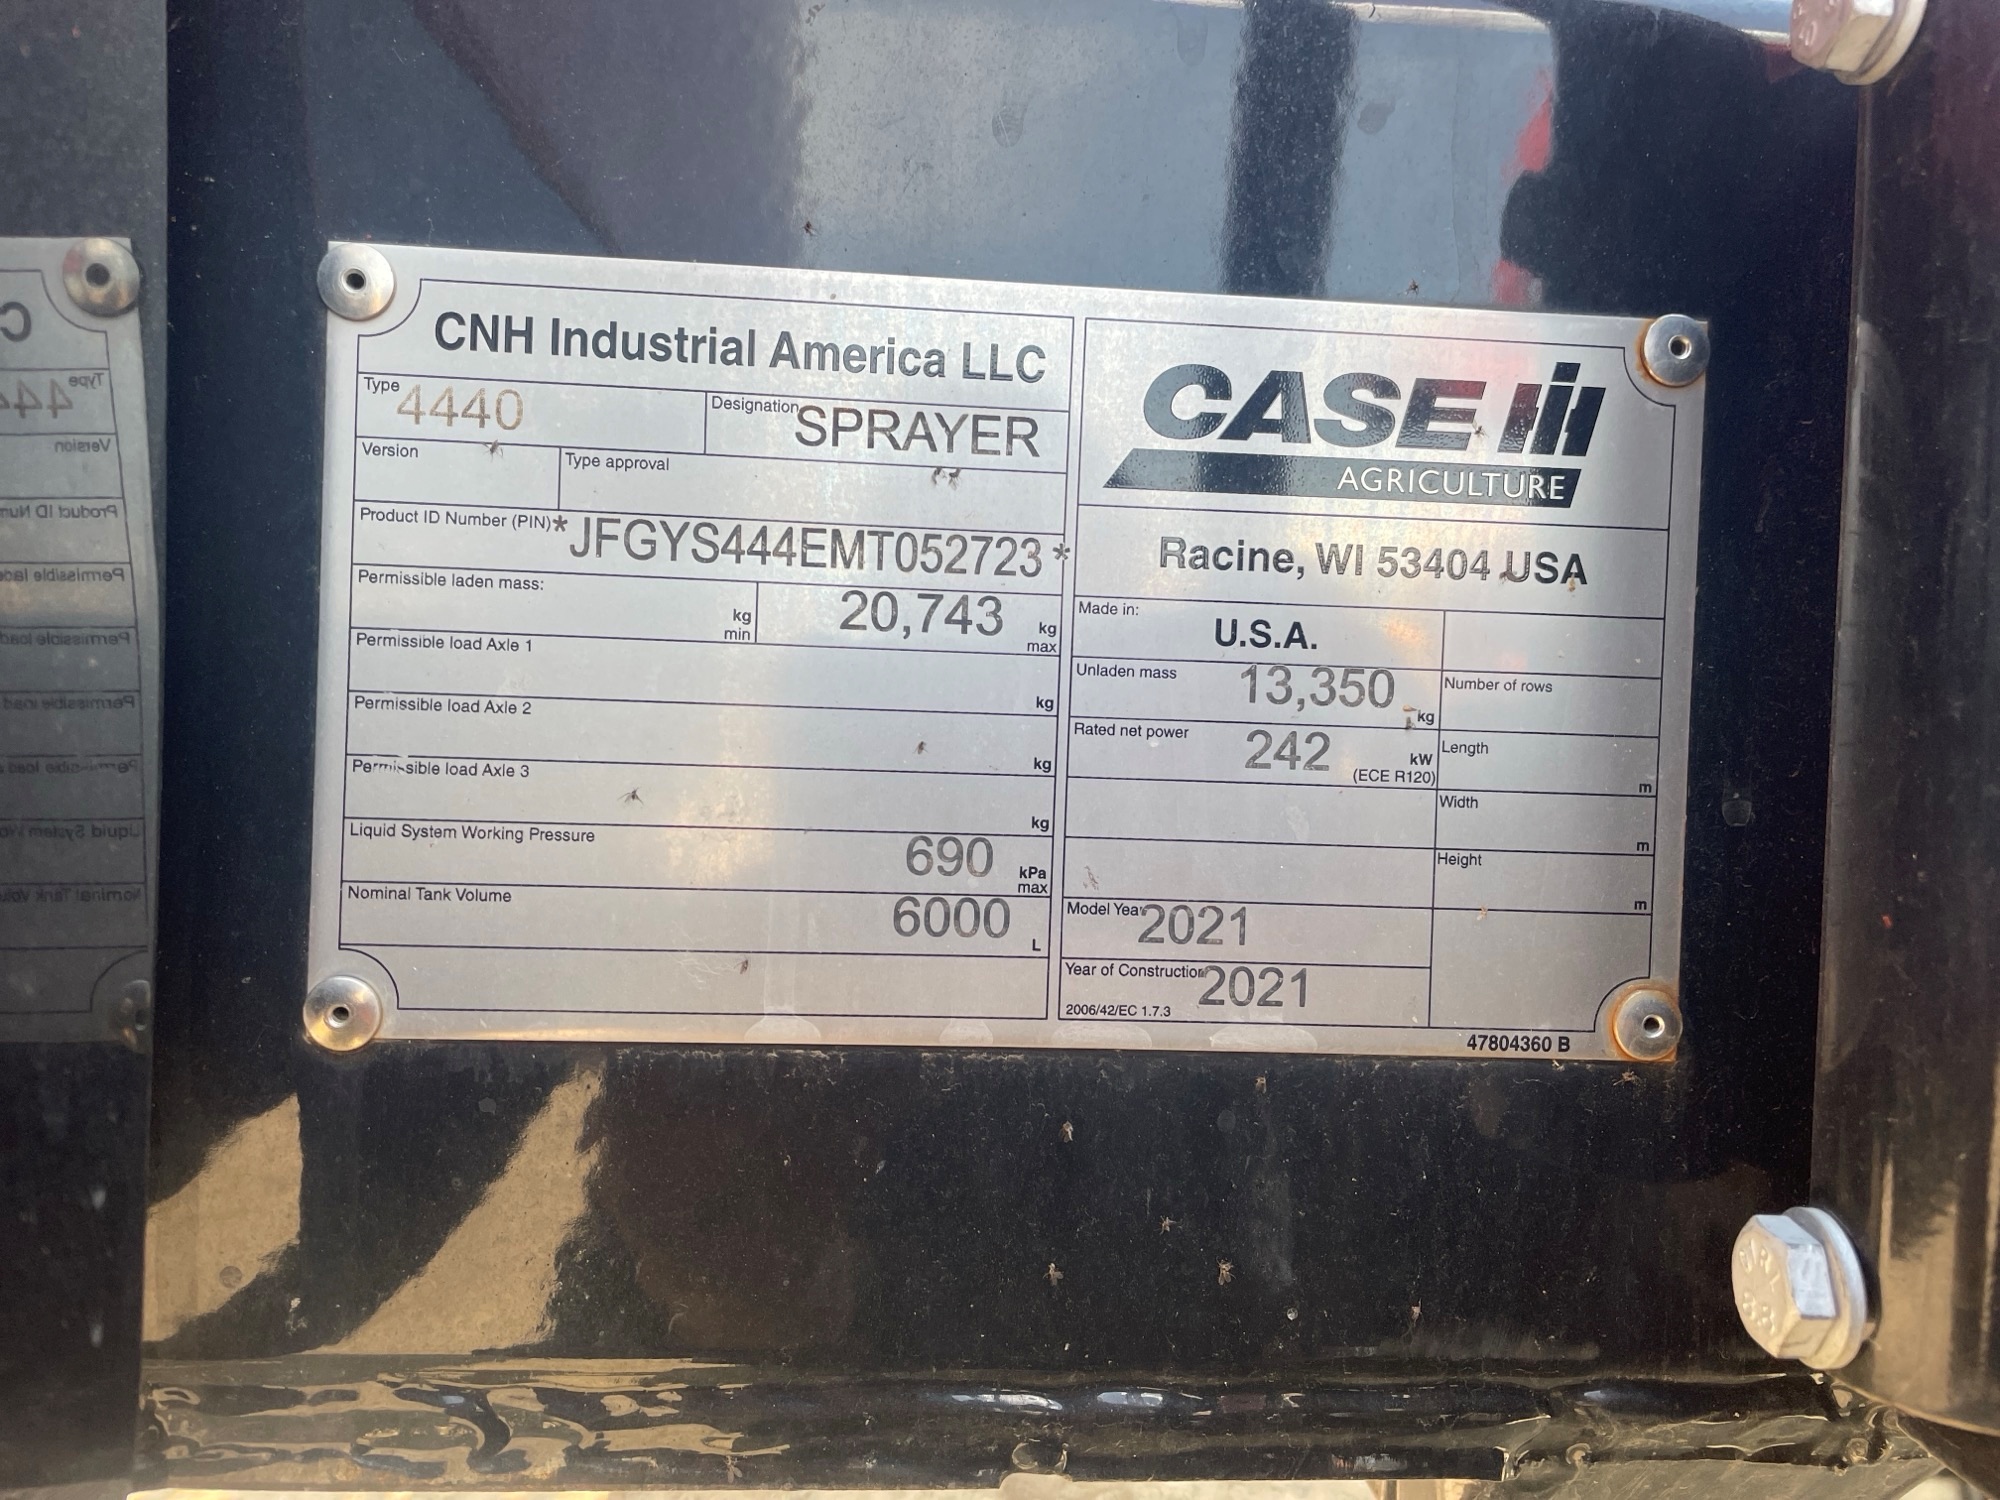 CNH Industrial America LLC
Type 4440 Designation SPRAYER
Version Type approval
Product ID Number (PIN) *JFGYS444EMT052723*
Permissible laden mass: kg min 20,743 kg max
Permissible load Axle 1 kg
Permissible load Axle 2 kg
Permissible load Axle 3 kg
Liquid System Working Pressure 690 kPa max
Nominal Tank Volume 6000 L
CASE IH
AGRICULTURE
Racine, WI 53404 USA
Made in: U.S.A.
Unladen mass 13,350 kg Number of rows
Rated net power 242 kW (ECE R120) Length m
Width m
Height m
Model Year 2021
Year of Construction 2021
2006/42/EC 1.7.3
47804360 B